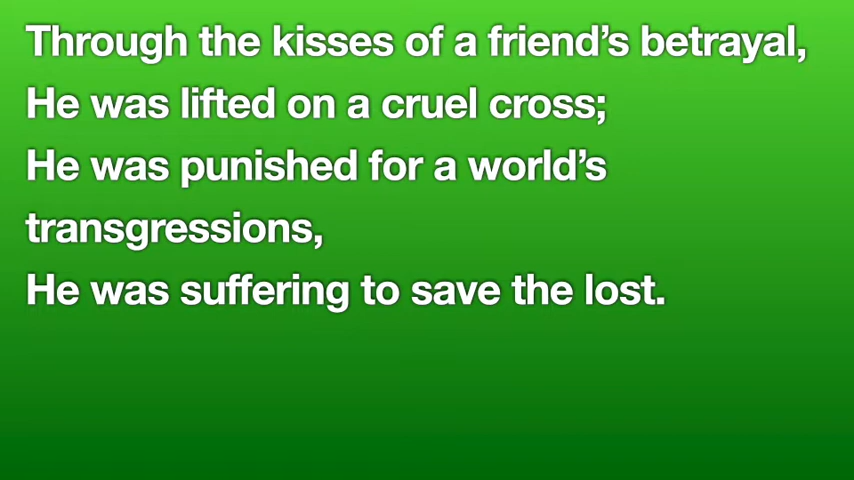 Through the kisses of a friend’s betrayal,
He was lifted on a cruel cross;
He was punished for a world’s
transgressions,
He was suffering to save the lost.